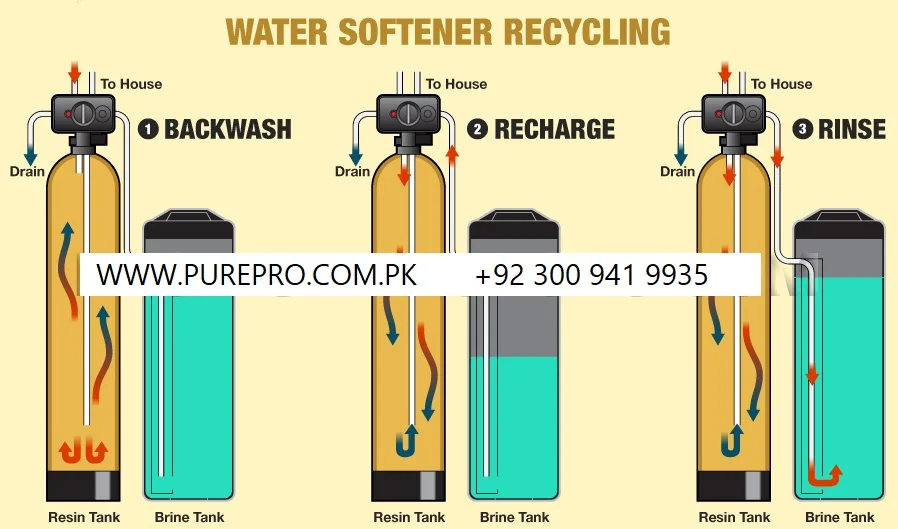 WATER SOFTENER RECYCLING
To House
1 BACKWASH
Drain
To House
2 RECHARGE
Drain
To House
3 RINSE
Drain
WWW.PUREPRO.COM.PK +92 300 941 9935
Resin Tank
Brine Tank
Resin Tank
Brine Tank
Resin Tank
Brine Tank